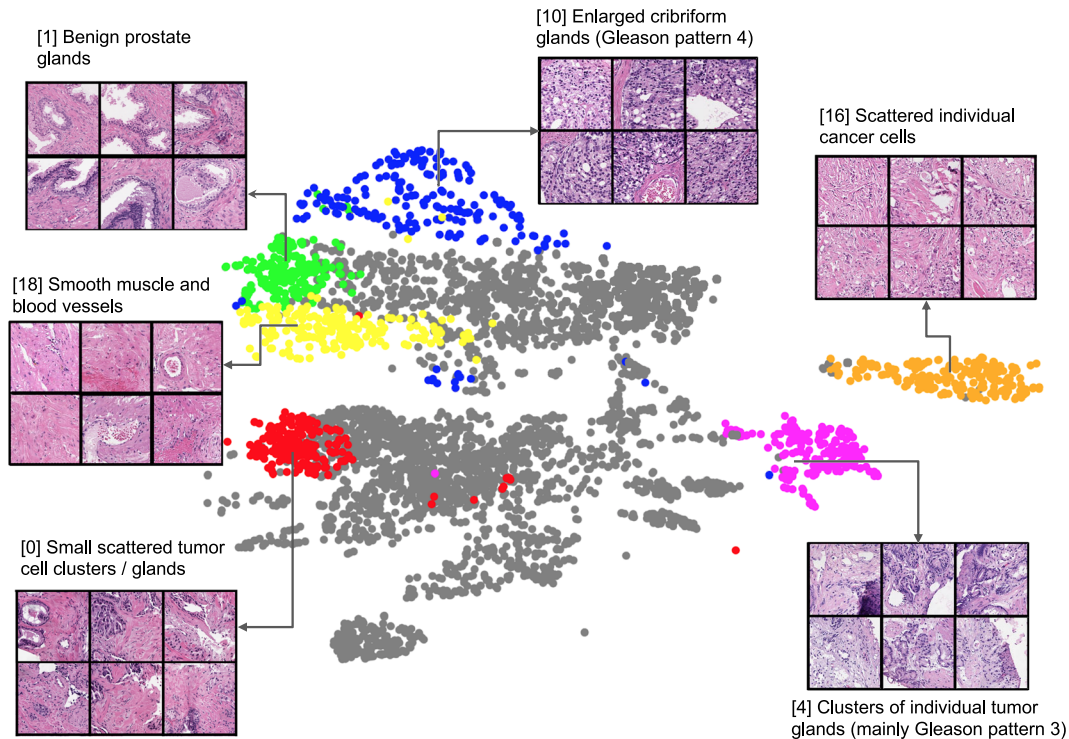 [1] Benign prostate
glands
[10] Enlarged cribriform
glands (Gleason pattern 4)
[16] Scattered individual
cancer cells
[18] Smooth muscle and
blood vessels
[0] Small scattered tumor
cell clusters / glands
[4] Clusters of individual tumor
glands (mainly Gleason pattern 3)